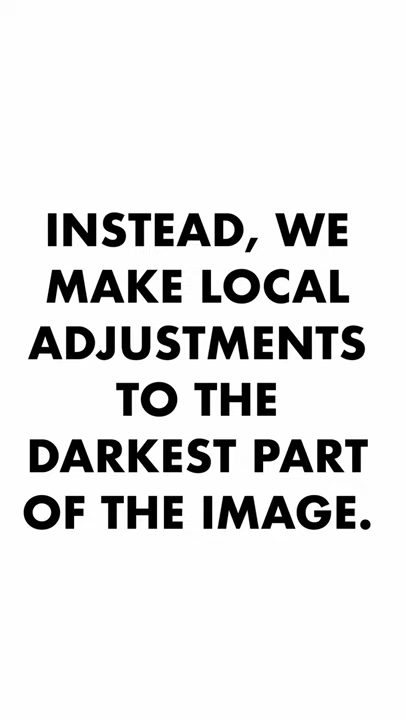 INSTEAD, WE
MAKE LOCAL
ADJUSTMENTS
TO THE
DARKEST PART
OF THE IMAGE.